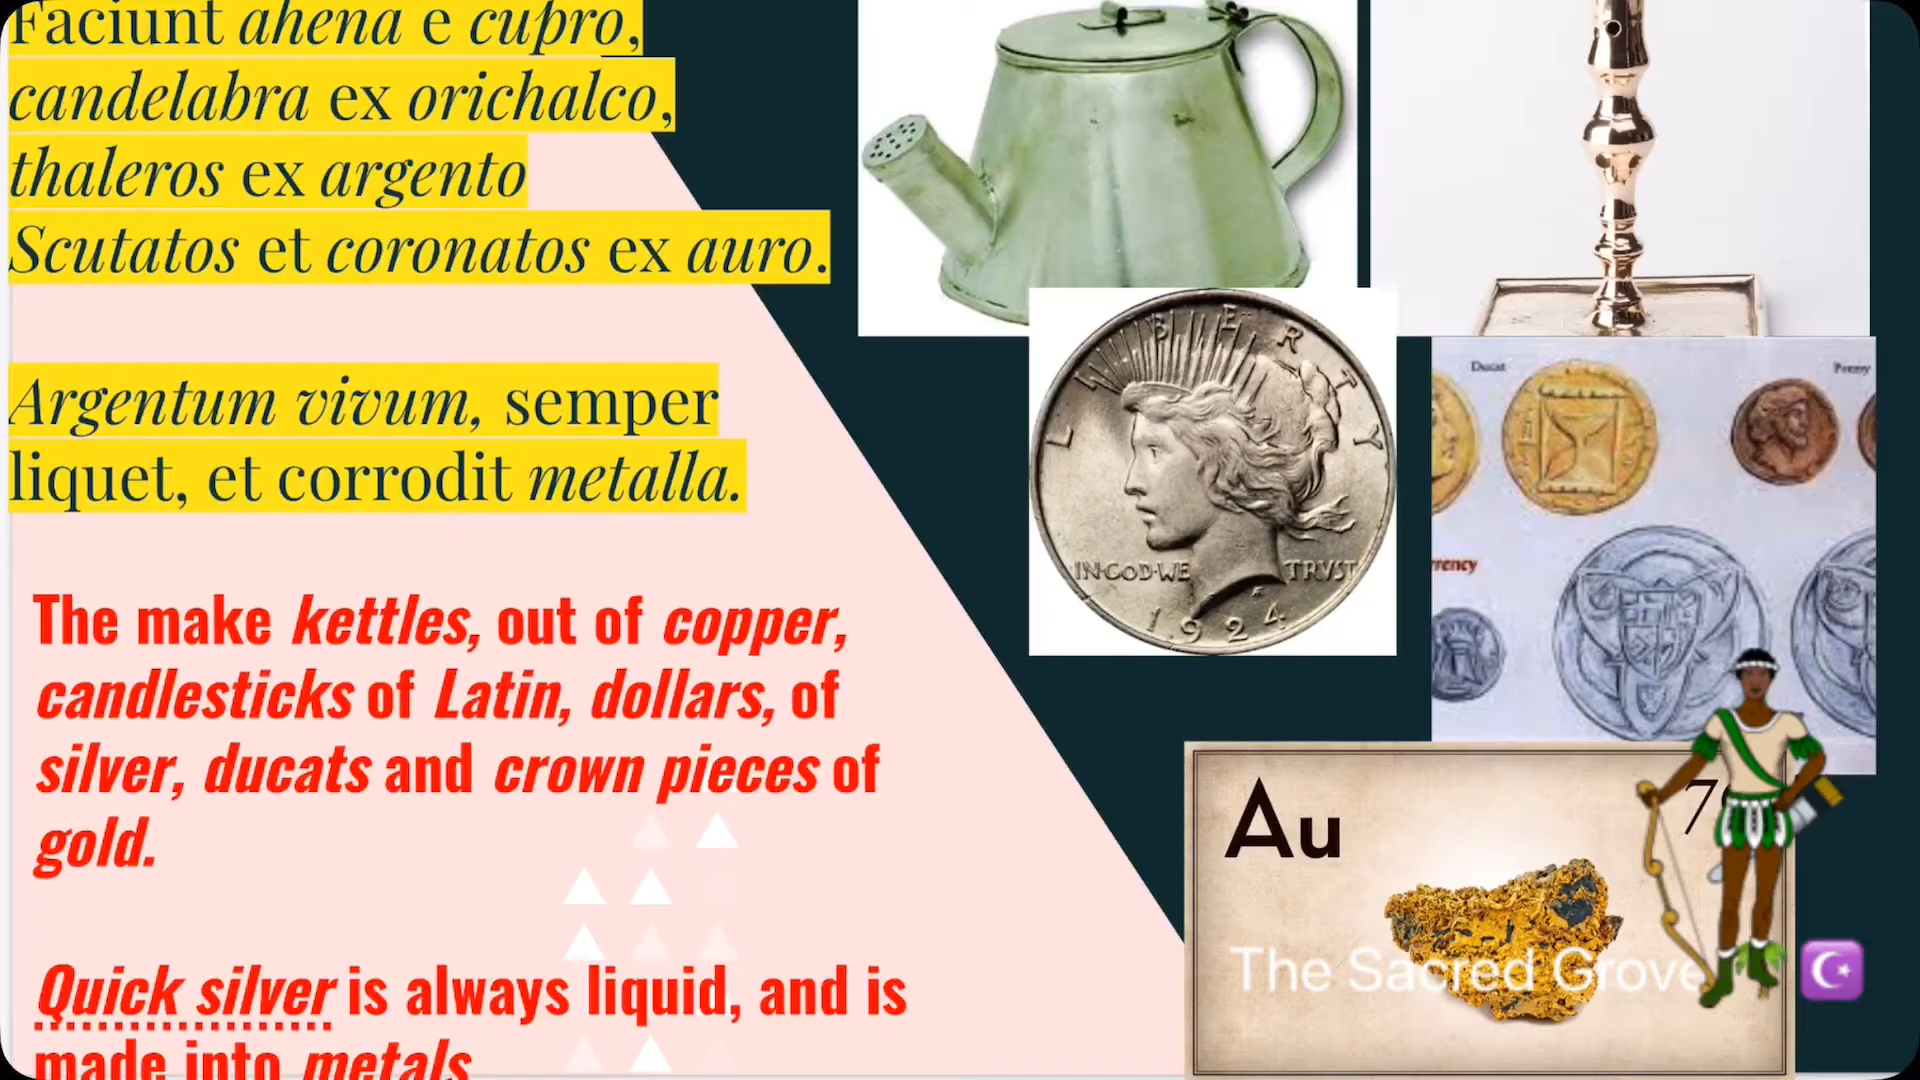 Faciunt ahena e cupro,
candelabra ex orichalco,
thaleros ex argento
Scutatos et coronatos ex auro.
Argentum vivum, semper
liquet, et corrodit metalla.
The make kettles, out of copper,
candlesticks of Latin, dollars, of
silver, ducats and crown pieces of
gold.
Quick silver is always liquid, and is
made into metals
LIBERTY
IN·GOD·WE TRVST
1924
Ducat
Penny
rrency
Au
7
The Sacred Grove